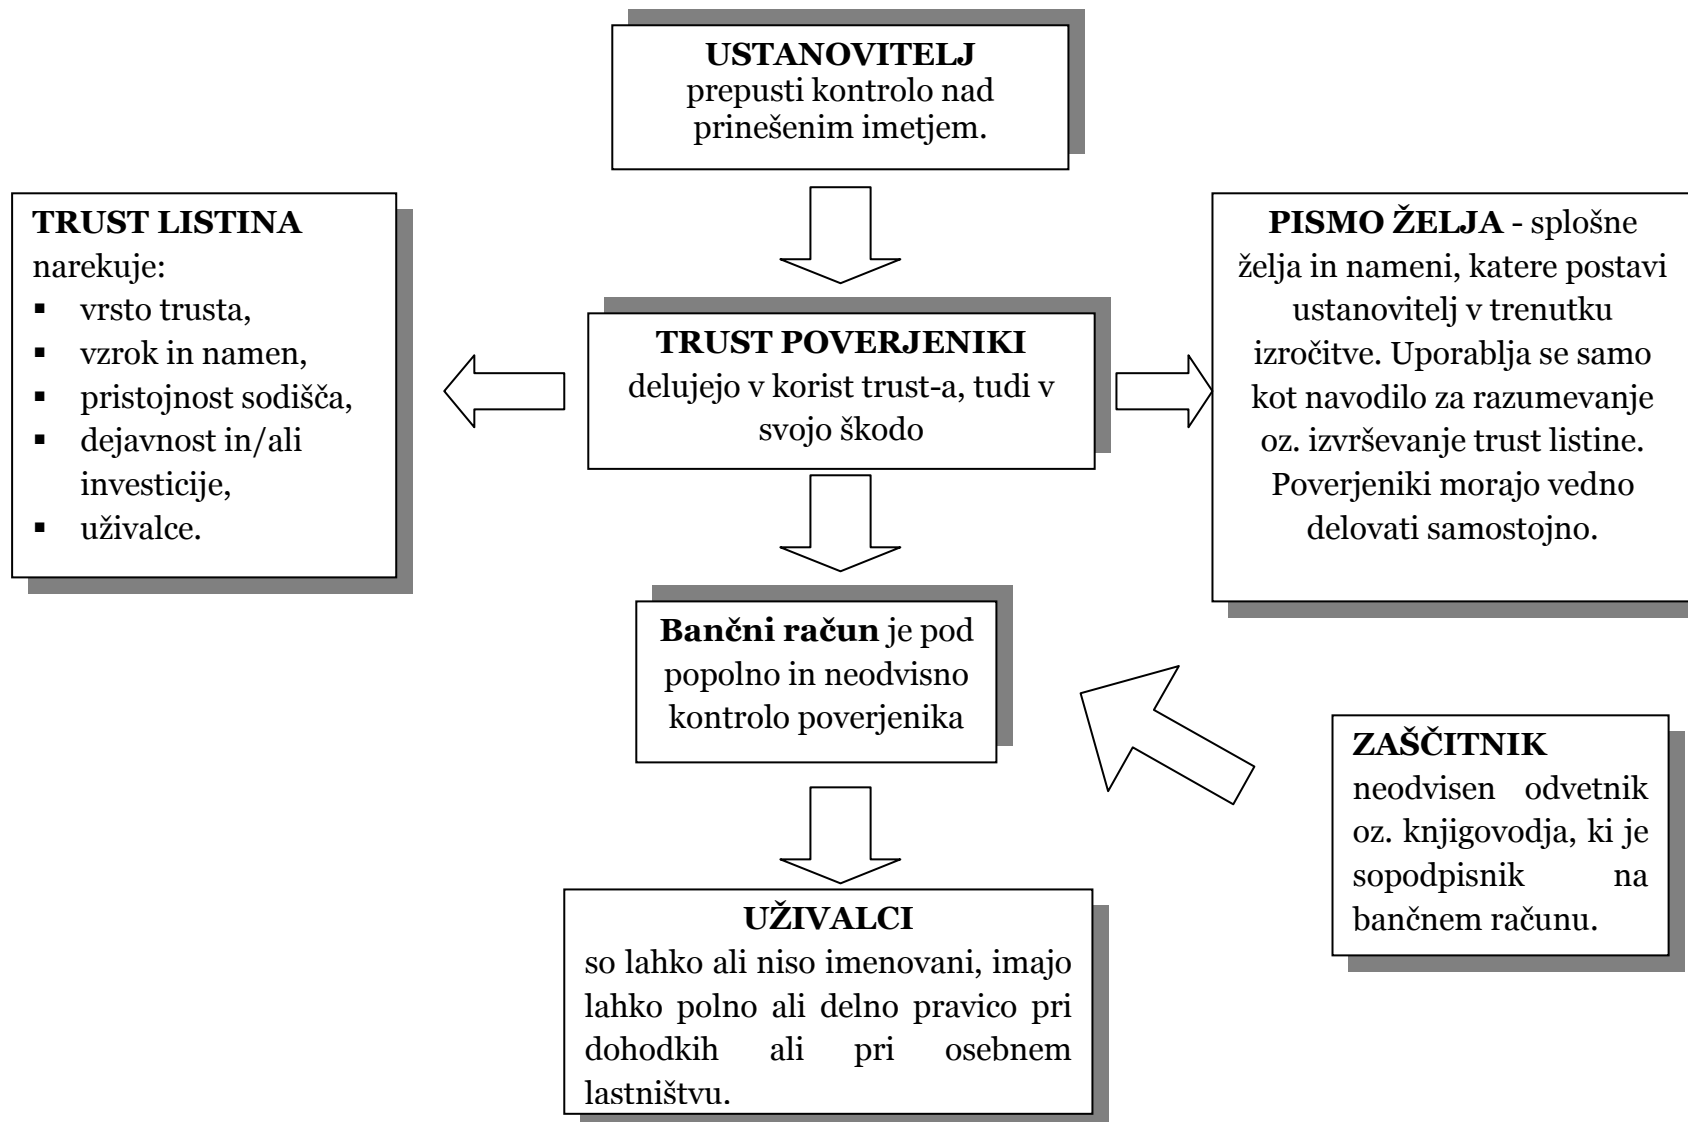 USTANOVITELJ
prepusti kontrolo nad
prinešenim imetjem.
TRUST LISTINA
narekuje:
▪ vrsto trusta,
▪ vzrok in namen,
▪ pristojnost sodišča,
▪ dejavnost in/ali
investicije,
▪ uživalce.
TRUST POVERJENIKI
delujejo v korist trust-a, tudi v
svojo škodo
PISMO ŽELJA - splošne
želja in nameni, katere postavi
ustanovitelj v trenutku
izročitve. Uporablja se samo
kot navodilo za razumevanje
oz. izvrševanje trust listine.
Poverjeniki morajo vedno
delovati samostojno.
Bančni račun je pod
popolno in neodvisno
kontrolo poverjenika
ZAŠČITNIK
neodvisen odvetnik
oz. knjigovodja, ki je
sopodpisnik na
bančnem računu.
UŽIVALCI
so lahko ali niso imenovani, imajo
lahko polno ali delno pravico pri
dohodkih ali pri osebnem
lastništvu.